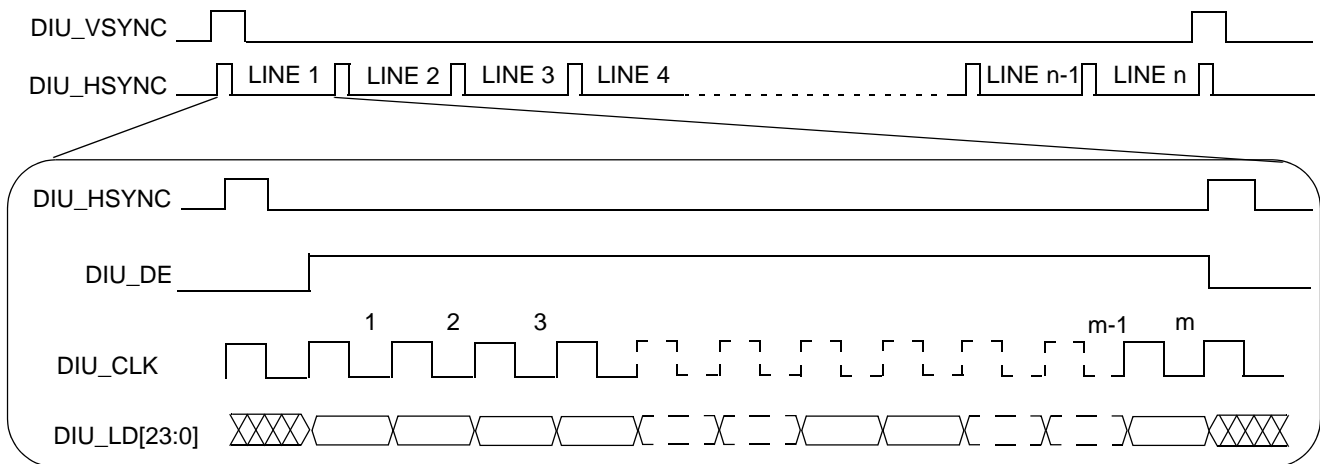 DIU_VSYNC
DIU_HSYNC LINE 1 LINE 2 LINE 3 LINE 4 LINE n-1 LINE n
DIU_HSYNC
DIU_DE
1 2 3 m-1 m
DIU_CLK
DIU_LD[23:0]